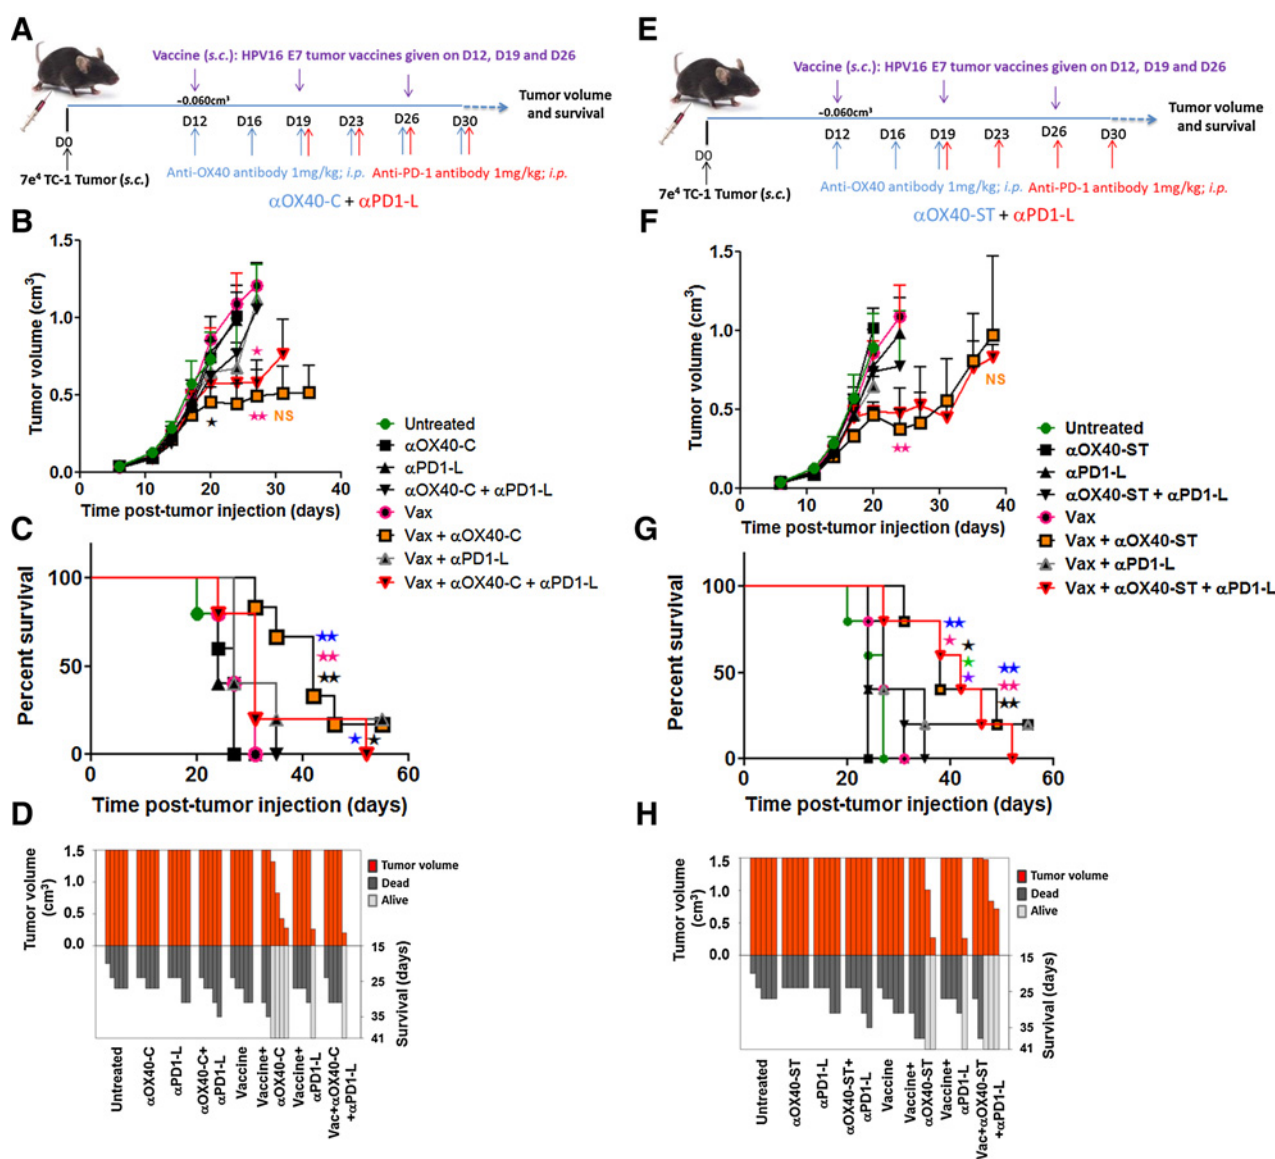 A
Vaccine (s.c.): HPV16 E7 tumor vaccines given on D12, D19 and D26
~0.060cm³
Tumor volume
and survival
D0
D12 D16 D19 D23 D26 D30
Anti-OX40 antibody 1mg/kg; i.p. Anti-PD-1 antibody 1mg/kg; i.p.
7e⁴ TC-1 Tumor (s.c.)
αOX40-C + αPD1-L
E
Vaccine (s.c.): HPV16 E7 tumor vaccines given on D12, D19 and D26
~0.060cm³
Tumor volume
and survival
D0
D12 D16 D19 D23 D26 D30
Anti-OX40 antibody 1mg/kg; i.p. Anti-PD-1 antibody 1mg/kg; i.p.
7e⁴ TC-1 Tumor (s.c.)
αOX40-ST + αPD1-L
B
Tumor volume (cm³)
1.5
1.0
0.5
0.0
★
★
★★
NS
0 10 20 30 40
Time post-tumor injection (days)
Untreated
αOX40-C
αPD1-L
αOX40-C + αPD1-L
Vax
Vax + αOX40-C
Vax + αPD1-L
Vax + αOX40-C + αPD1-L
F
Tumor volume (cm³)
1.5
1.0
0.5
0.0
★★
NS
0 10 20 30 40
Time post-tumor injection (days)
Untreated
αOX40-ST
αPD1-L
αOX40-ST + αPD1-L
Vax
Vax + αOX40-ST
Vax + αPD1-L
Vax + αOX40-ST + αPD1-L
C
Percent survival
100
50
0
★★
★★
★★
★ ★
0 20 40 60
Time post-tumor injection (days)
G
Percent survival
100
50
0
★★
★
★
★
★
★★
★★
★★
0 20 40 60
Time post-tumor injection (days)
D
Tumor volume
(cm³)
1.5
1.0
0.5
0.0
Tumor volume
Dead
Alive
15
25
35
41
Survival (days)
Untreated
αOX40-C
αPD1-L
αOX40-C+
αPD1-L
Vaccine
Vaccine+
αOX40-C
Vaccine+
αPD1-L
Vac+αOX40-C
+αPD1-L
H
Tumor volume
(cm³)
1.5
1.0
0.5
0.0
Tumor volume
Dead
Alive
15
25
35
41
Survival (days)
Untreated
αOX40-ST
αPD1-L
αOX40-ST+
αPD1-L
Vaccine
Vaccine+
αOX40-ST
Vaccine+
αPD1-L
Vac+αOX40-ST
+αPD1-L